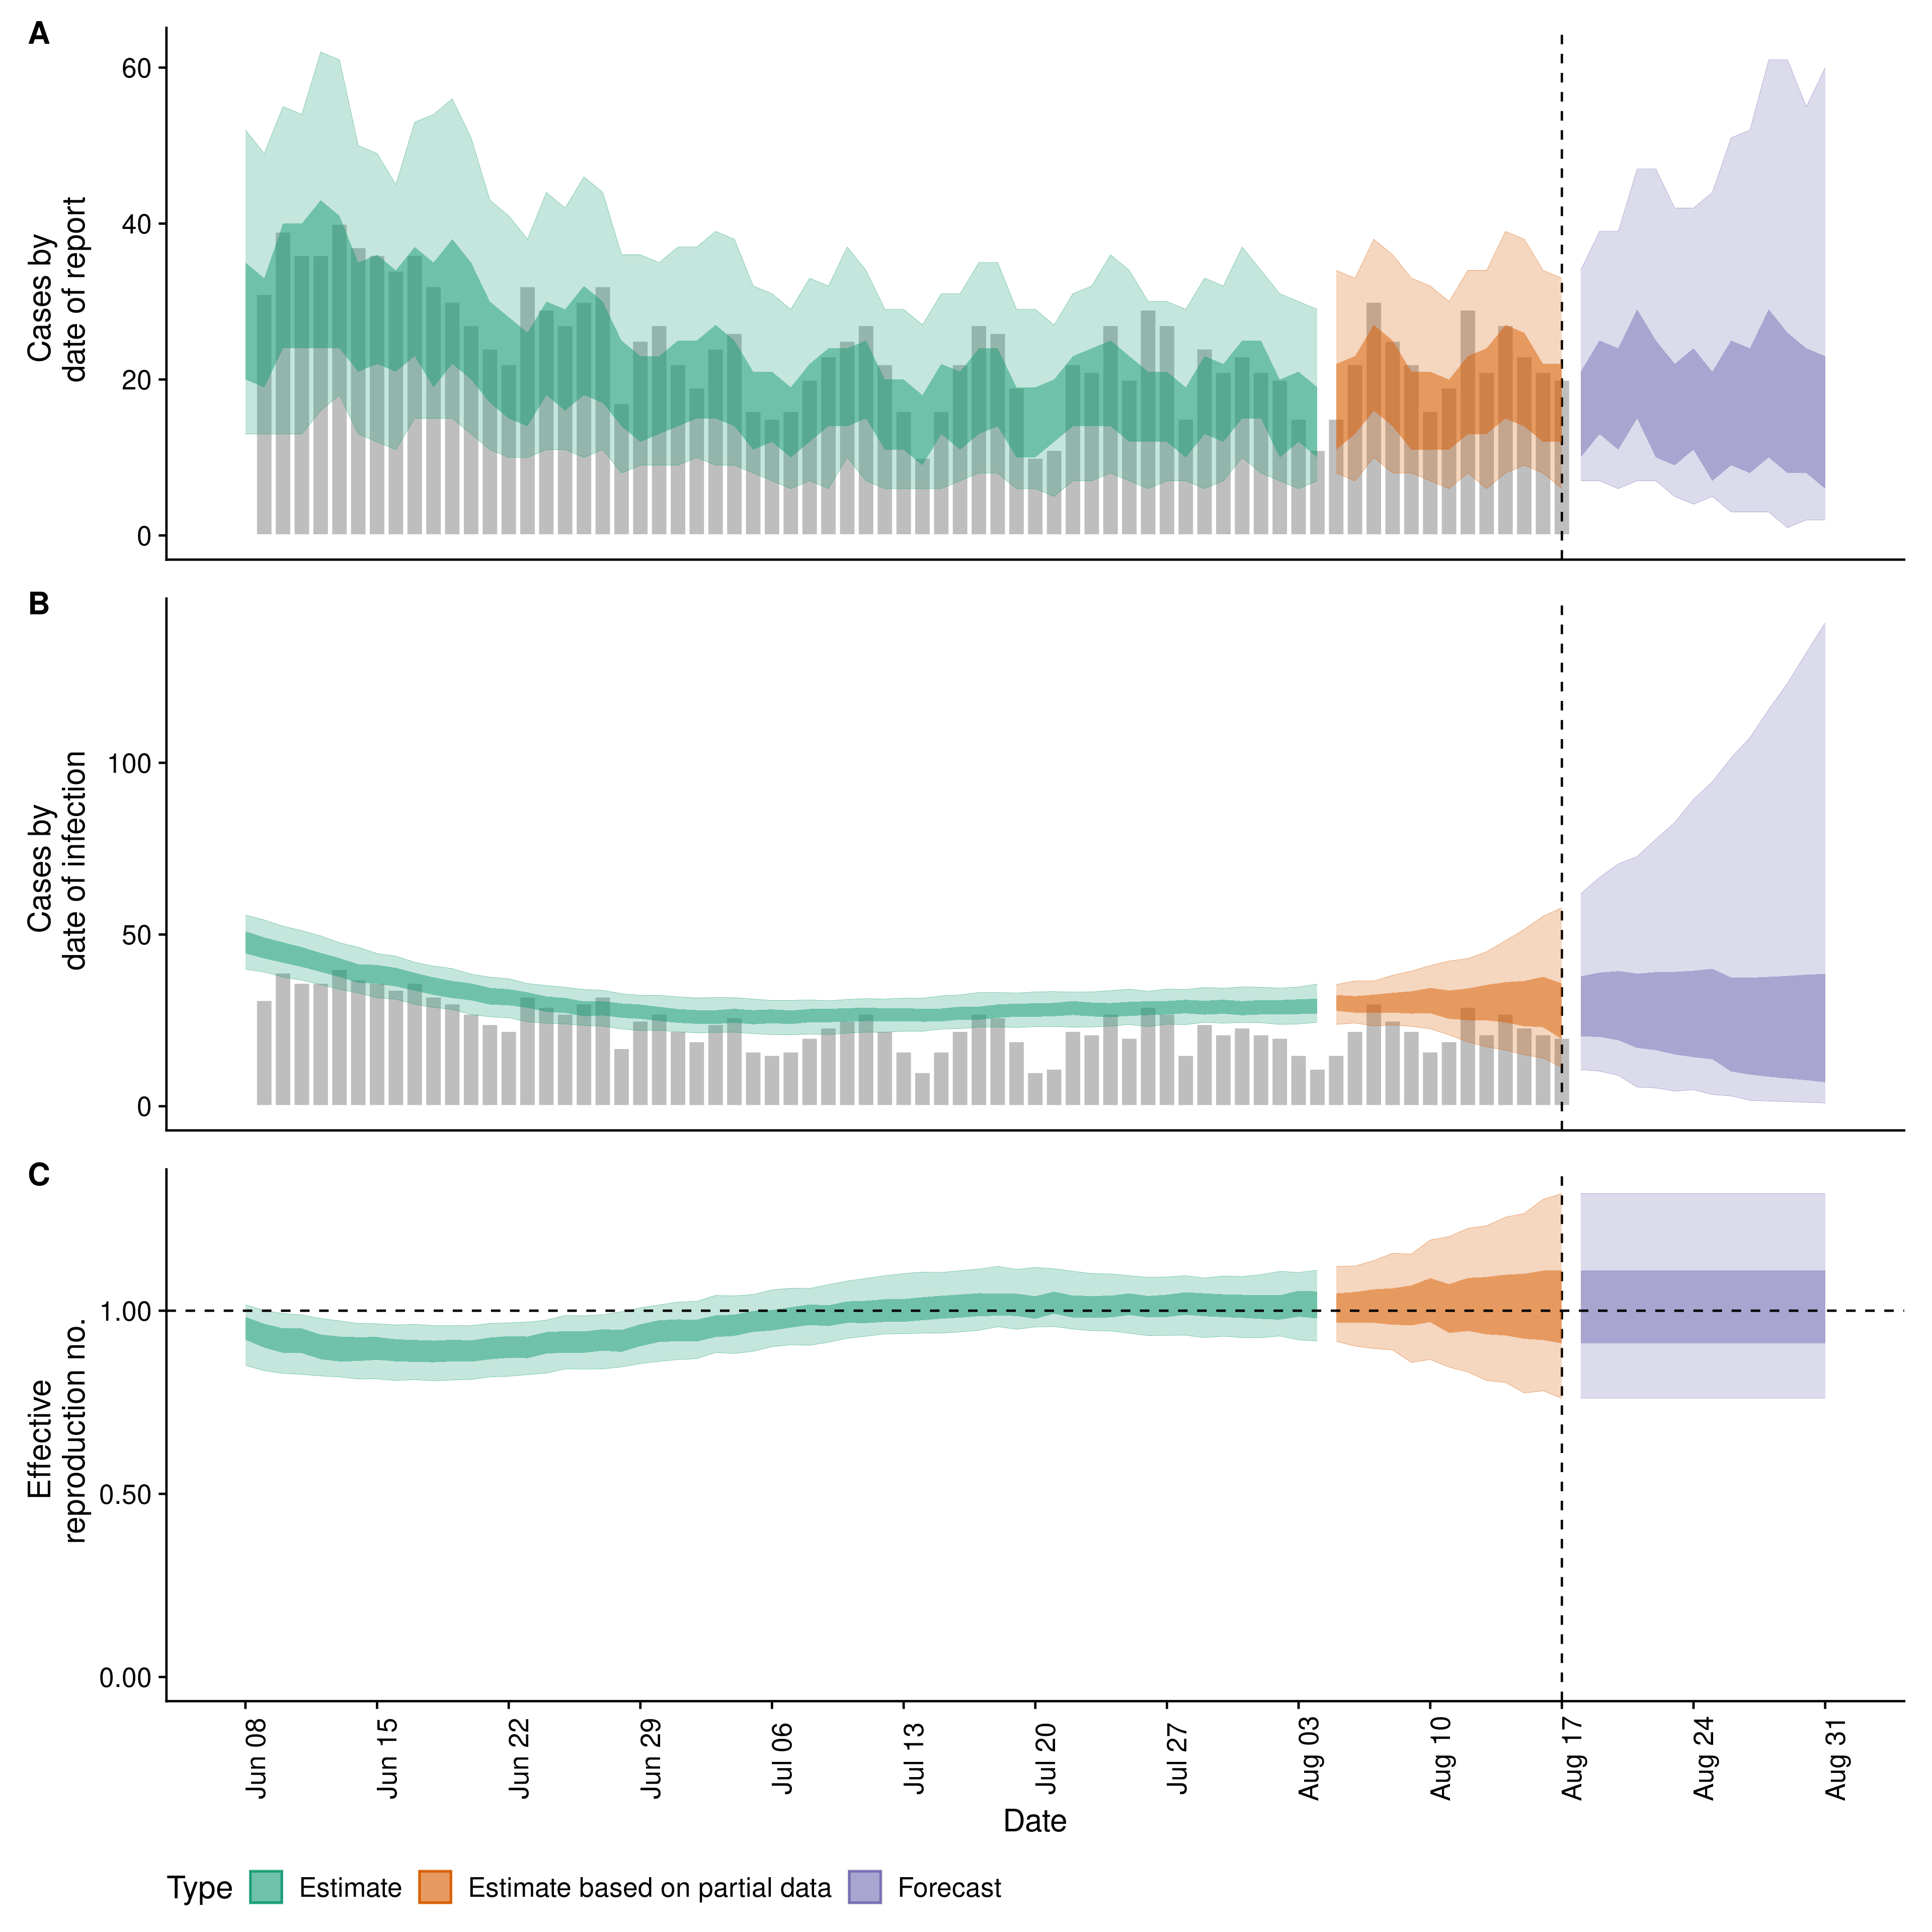 A
60
40
20
0
Cases by
date of report
B
100
50
0
Cases by
date of infection
C
1.00
0.50
0.00
Effective
reproduction no.
Jun 08
Jun 15
Jun 22
Jun 29
Jul 06
Jul 13
Jul 20
Jul 27
Aug 03
Aug 10
Aug 17
Aug 24
Aug 31
Date
Type Estimate Estimate based on partial data Forecast